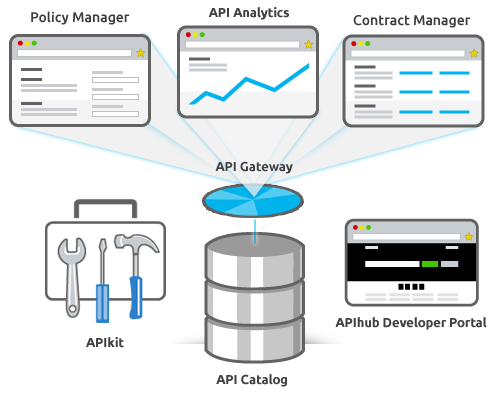 Policy Manager
API Analytics
Contract Manager
API Gateway
APIkit
APIhub Developer Portal
API Catalog